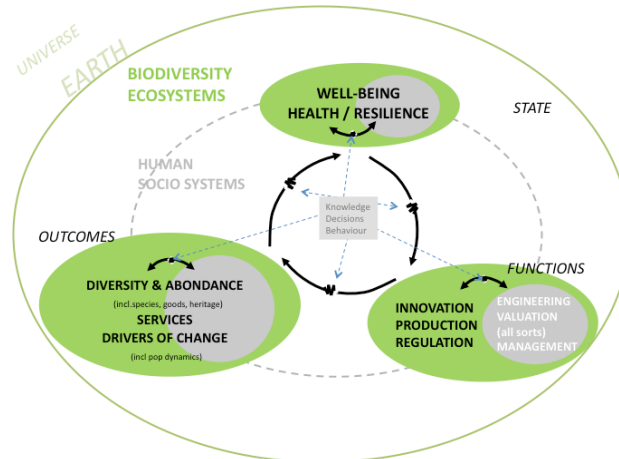 UNIVERSE
EARTH
BIODIVERSITY
ECOSYSTEMS
WELL-BEING
HEALTH / RESILIENCE
STATE
HUMAN
SOCIO SYSTEMS
Knowledge
Decisions
Behaviour
OUTCOMES
DIVERSITY & ABONDANCE
(incl.species, goods, heritage)
SERVICES
DRIVERS OF CHANGE
(incl pop dynamics)
FUNCTIONS
INNOVATION
PRODUCTION
REGULATION
ENGINEERING
VALUATION
(all sorts)
MANAGEMENT